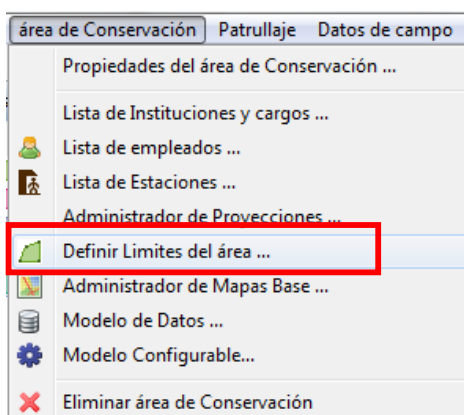 área de Conservación Patrullaje Datos de campo
Propiedades del área de Conservación ...
Lista de Instituciones y cargos ...
Lista de empleados ...
Lista de Estaciones ...
Administrador de Proyecciones ...
Definir Limites del área ...
Administrador de Mapas Base ...
Modelo de Datos ...
Modelo Configurable...
Eliminar área de Conservación